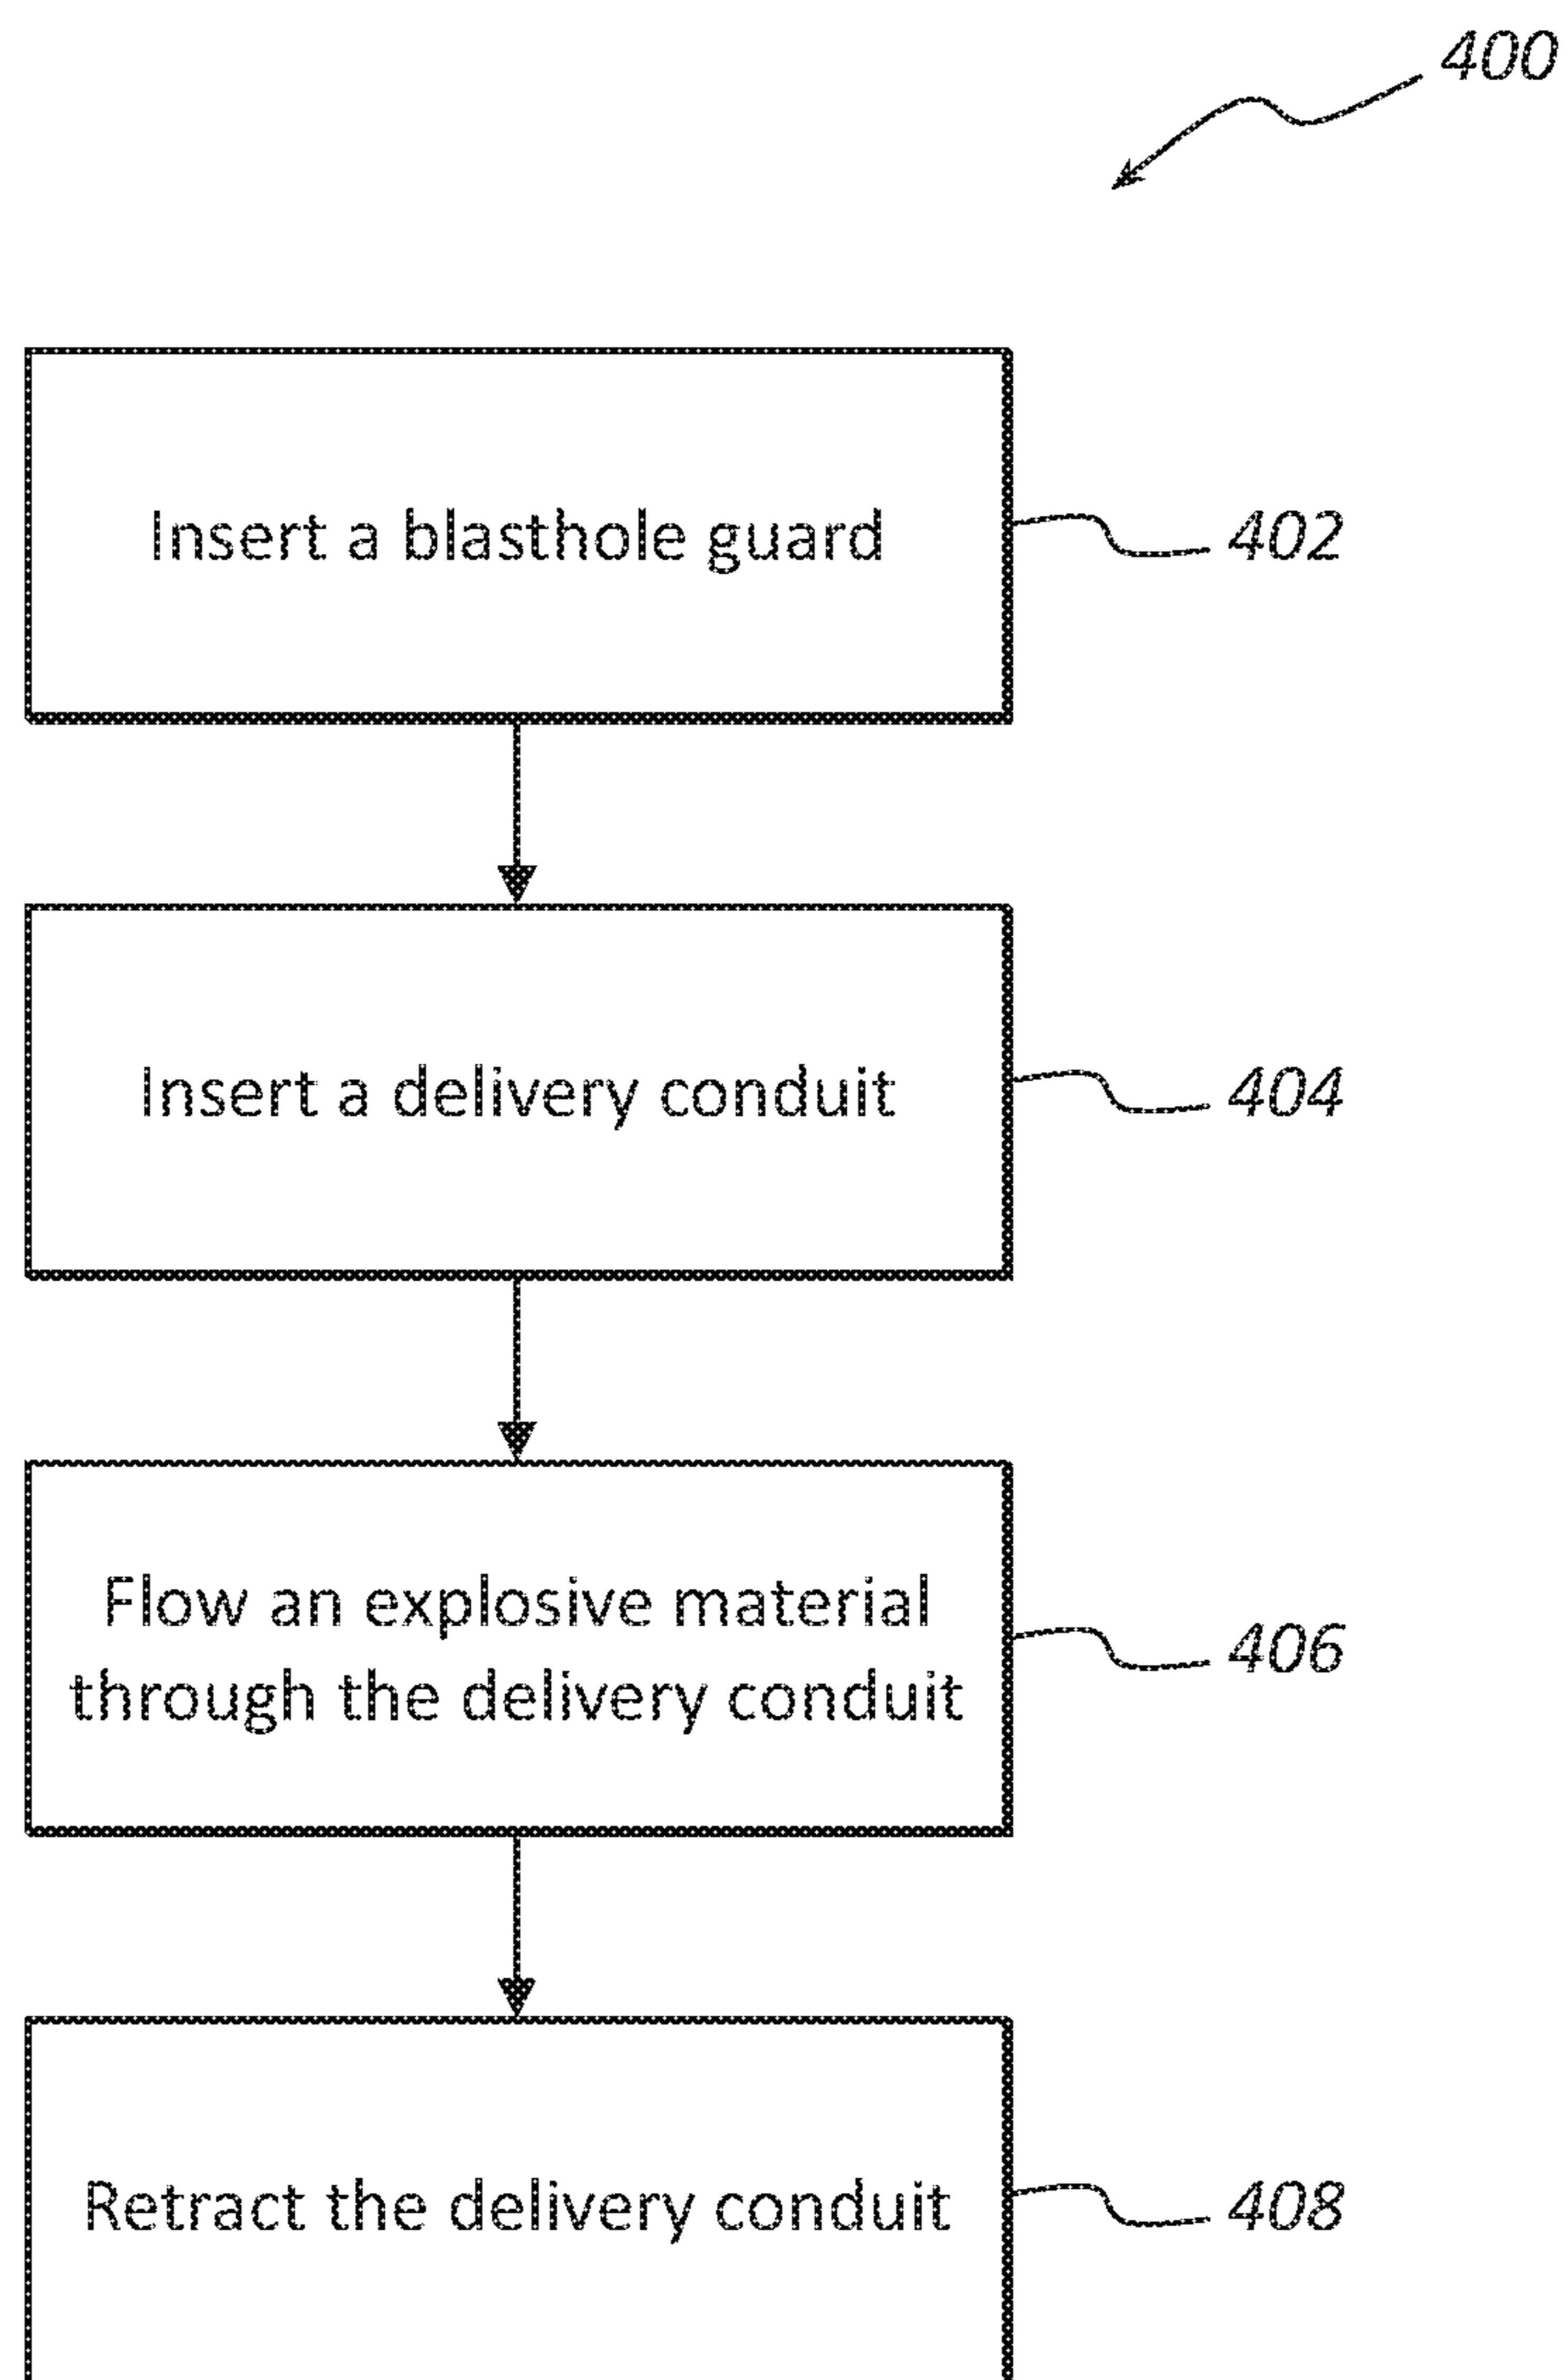 400
Insert a blasthole guard
402
Insert a delivery conduit
404
Flow an explosive material
through the delivery conduit
406
Retract the delivery conduit
408